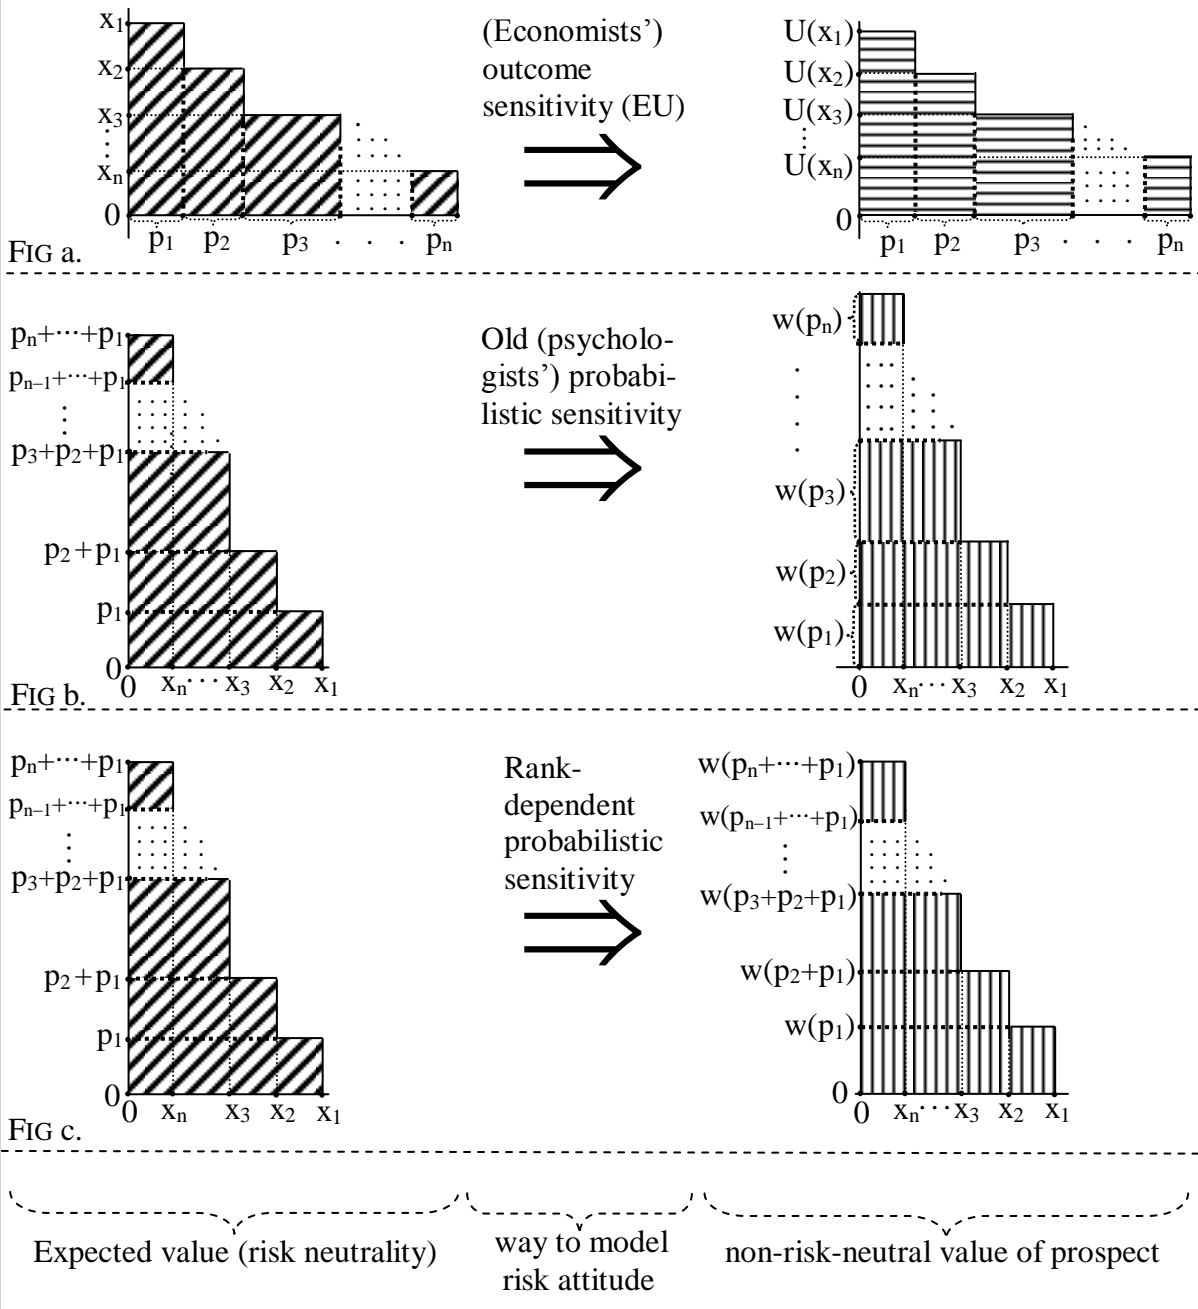 x₁
x₂
x₃
⋮
xₙ
0
p₁ p₂ p₃ · · · pₙ
(Economists’)
outcome
sensitivity (EU)
U(x₁)
U(x₂)
U(x₃)
⋮
U(xₙ)
0
p₁ p₂ p₃ · · · pₙ
FIG a.
pₙ+···+p₁
pₙ₋₁+···+p₁
⋮
p₃+p₂+p₁
p₂+p₁
p₁
0
0 xₙ ··· x₃ x₂ x₁
Old (psycholo-
gists’) probabi-
listic sensitivity
w(pₙ)
⋮
w(p₃)
w(p₂)
w(p₁)
0 xₙ ··· x₃ x₂ x₁
FIG b.
pₙ+···+p₁
pₙ₋₁+···+p₁
⋮
p₃+p₂+p₁
p₂+p₁
p₁
0
0 xₙ x₃ x₂ x₁
Rank-
dependent
probabilistic
sensitivity
w(pₙ+···+p₁)
w(pₙ₋₁+···+p₁)
⋮
w(p₃+p₂+p₁)
w(p₂+p₁)
w(p₁)
0
0 xₙ ··· x₃ x₂ x₁
FIG c.
Expected value (risk neutrality)
way to model
risk attitude
non-risk-neutral value of prospect